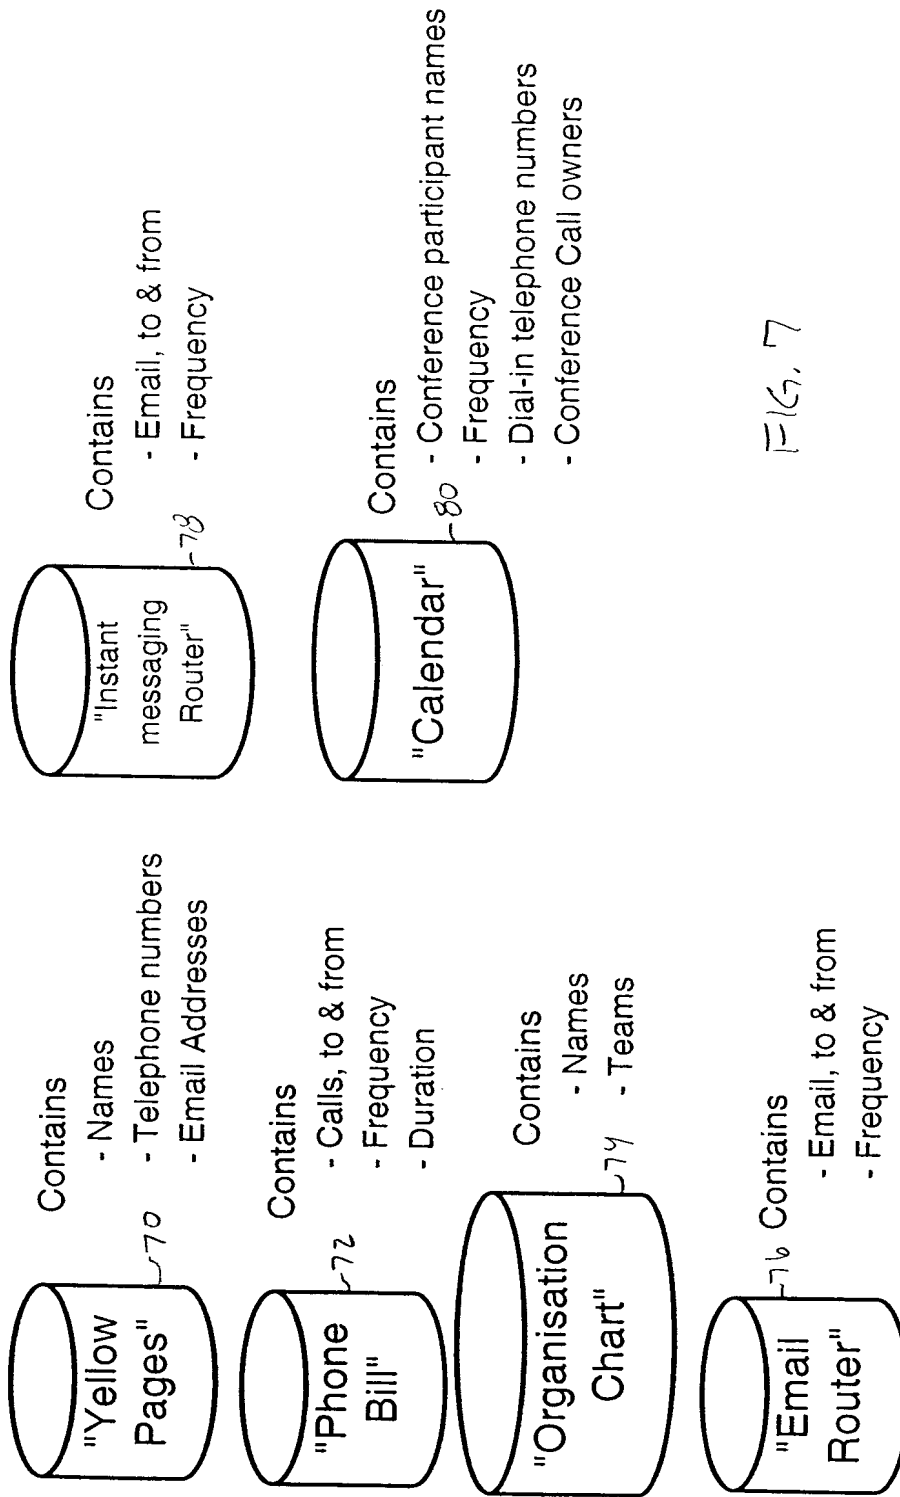 "Yellow
Pages"
70
Contains
- Names
- Telephone numbers
- Email Addresses
"Phone
Bill"
72
Contains
- Calls, to & from
- Frequency
- Duration
"Organisation
Chart"
74
Contains
- Names
- Teams
"Email
Router"
76
Contains
- Email, to & from
- Frequency
"Instant
messaging
Router"
78
Contains
- Email, to & from
- Frequency
"Calendar"
80
Contains
- Conference participant names
- Frequency
- Dial-in telephone numbers
- Conference Call owners
FIG. 7